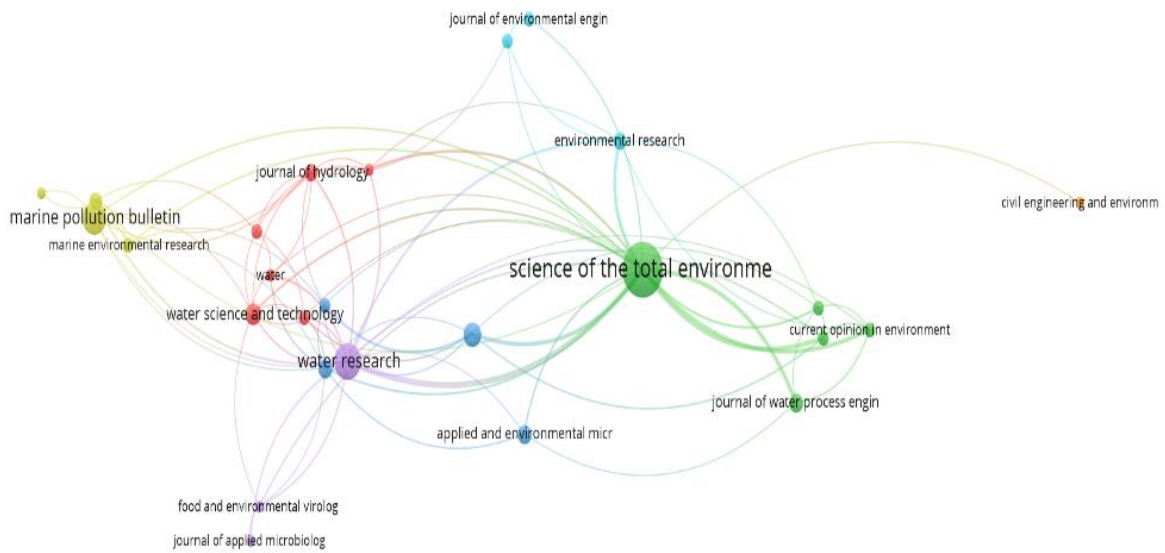 journal of environmental engin
environmental research
journal of hydrology
civil engineering and environm
marine pollution bulletin
marine environmental research
science of the total environme
water
water science and technology
current opinion in environment
water research
journal of water process engin
applied and environmental micr
food and environmental virolog
journal of applied microbiolog